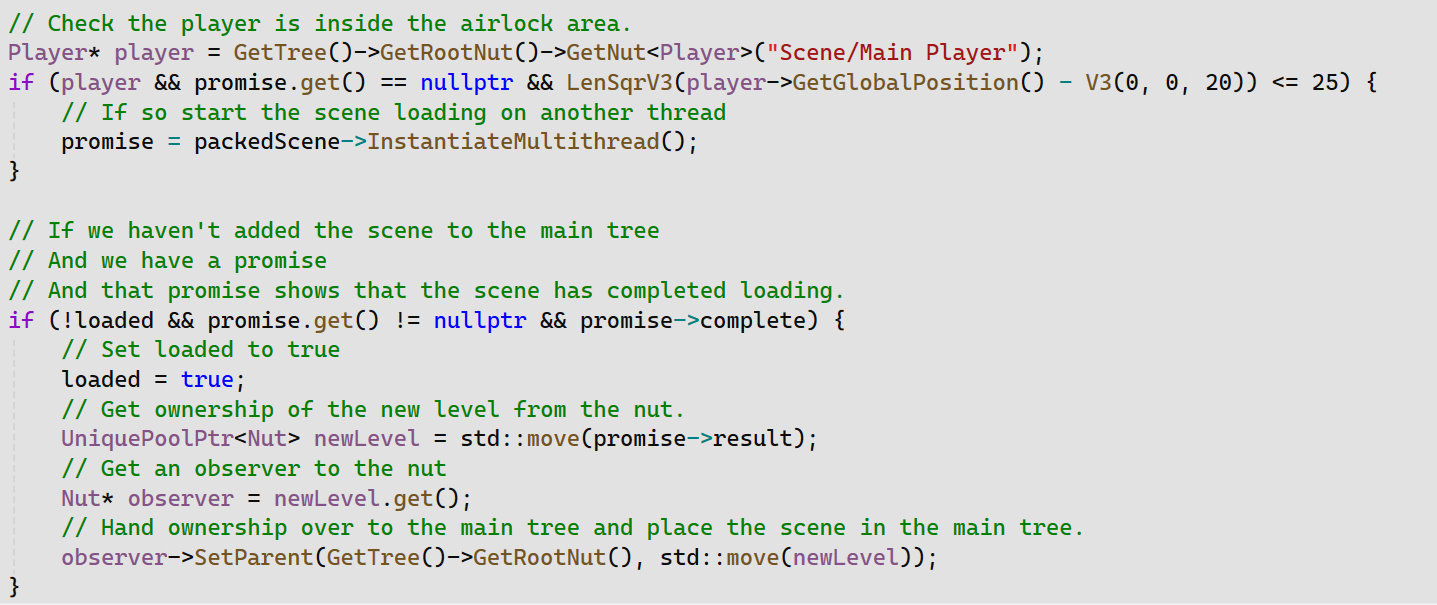 // Check the player is inside the airlock area.
Player* player = GetTree()->GetRootNut()->GetNut<Player>("Scene/Main Player");
if (player && promise.get() == nullptr && LenSqrV3(player->GetGlobalPosition() - V3(0, 0, 20)) <= 25) {
    // If so start the scene loading on another thread
    promise = packedScene->InstantiateMultithread();
}

// If we haven't added the scene to the main tree
// And we have a promise
// And that promise shows that the scene has completed loading.
if (!loaded && promise.get() != nullptr && promise->complete) {
    // Set loaded to true
    loaded = true;
    // Get ownership of the new level from the nut.
    UniquePoolPtr<Nut> newLevel = std::move(promise->result);
    // Get an observer to the nut
    Nut* observer = newLevel.get();
    // Hand ownership over to the main tree and place the scene in the main tree.
    observer->SetParent(GetTree()->GetRootNut(), std::move(newLevel));
}